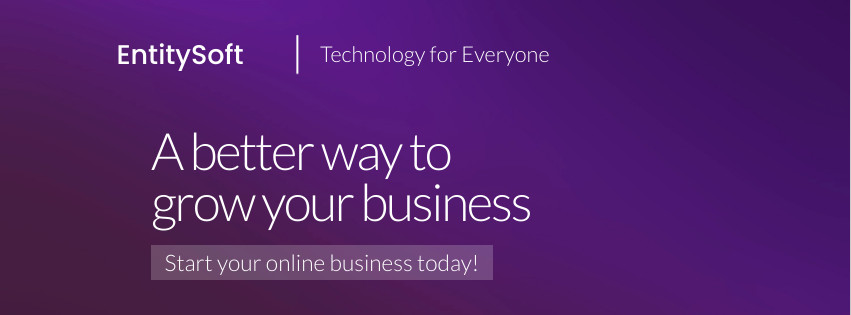 EntitySoft | Technology for Everyone
A better way to
grow your business
Start your online business today!